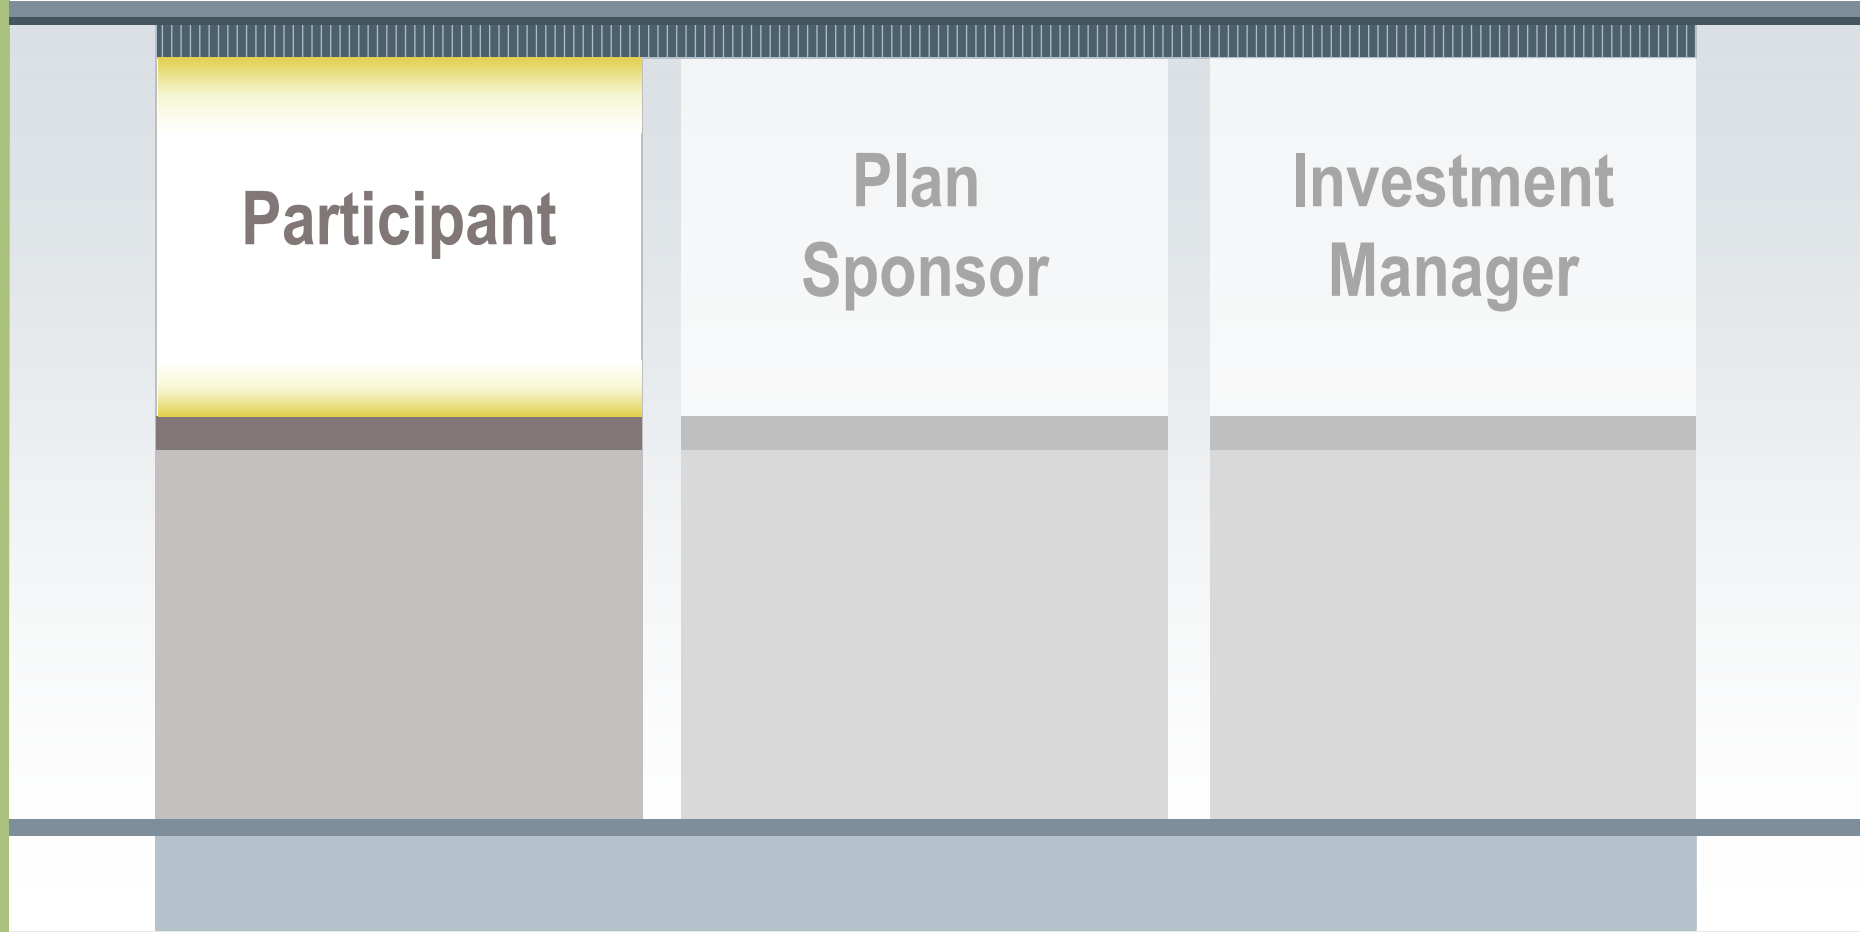 Participant
Plan
Sponsor
Investment
Manager